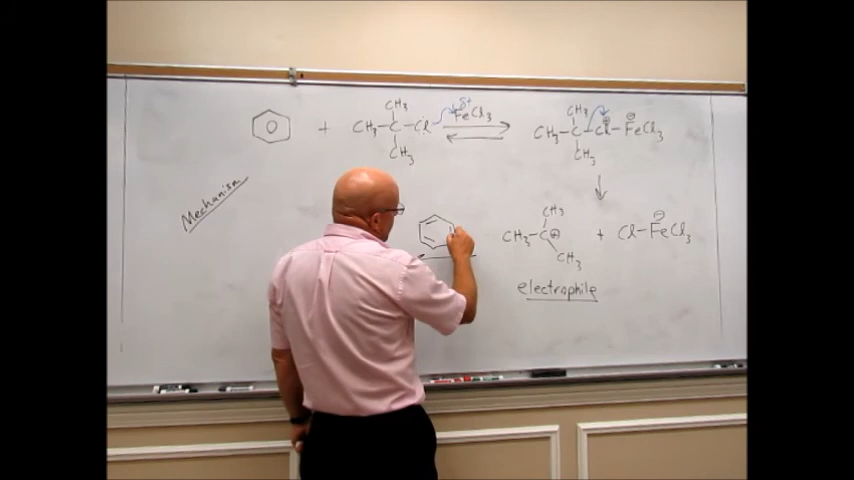 CH3 CH3
+ CH3-C-Cl δ+ FeCl3 CH3-C-Cl⊕-FeCl3⊖
CH3 CH3
Mechanism
CH3
CH3-C⊕ + Cl-FeCl3⊖
CH3
electrophile